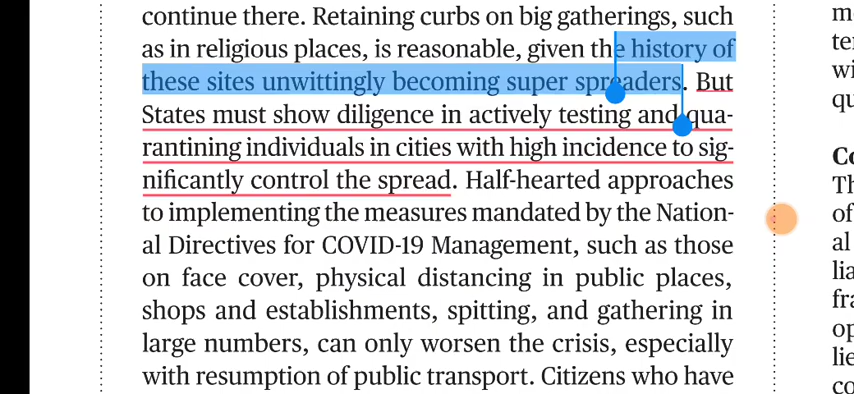 continue there. Retaining curbs on big gatherings, such
as in religious places, is reasonable, given the history of
these sites unwittingly becoming super spreaders. But
States must show diligence in actively testing and qua-
rantining individuals in cities with high incidence to sig-
nificantly control the spread. Half-hearted approaches
to implementing the measures mandated by the Nation-
al Directives for COVID-19 Management, such as those
on face cover, physical distancing in public places,
shops and establishments, spitting, and gathering in
large numbers, can only worsen the crisis, especially
with resumption of public transport. Citizens who have